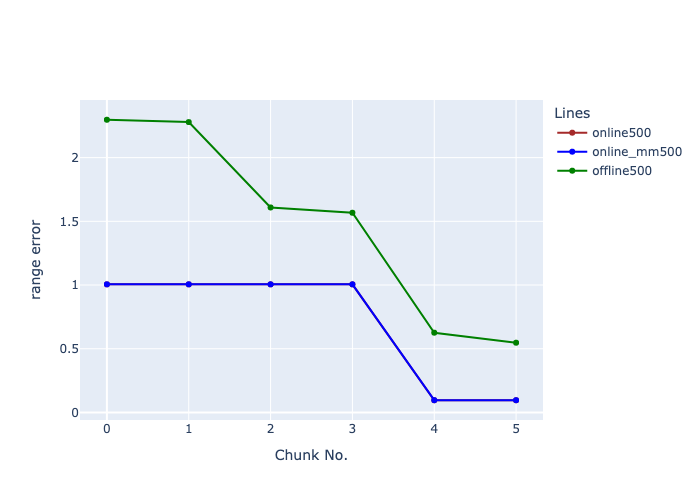 Lines
online500
online_mm500
offline500
range error
2
1.5
1
0.5
0
0 1 2 3 4 5
Chunk No.